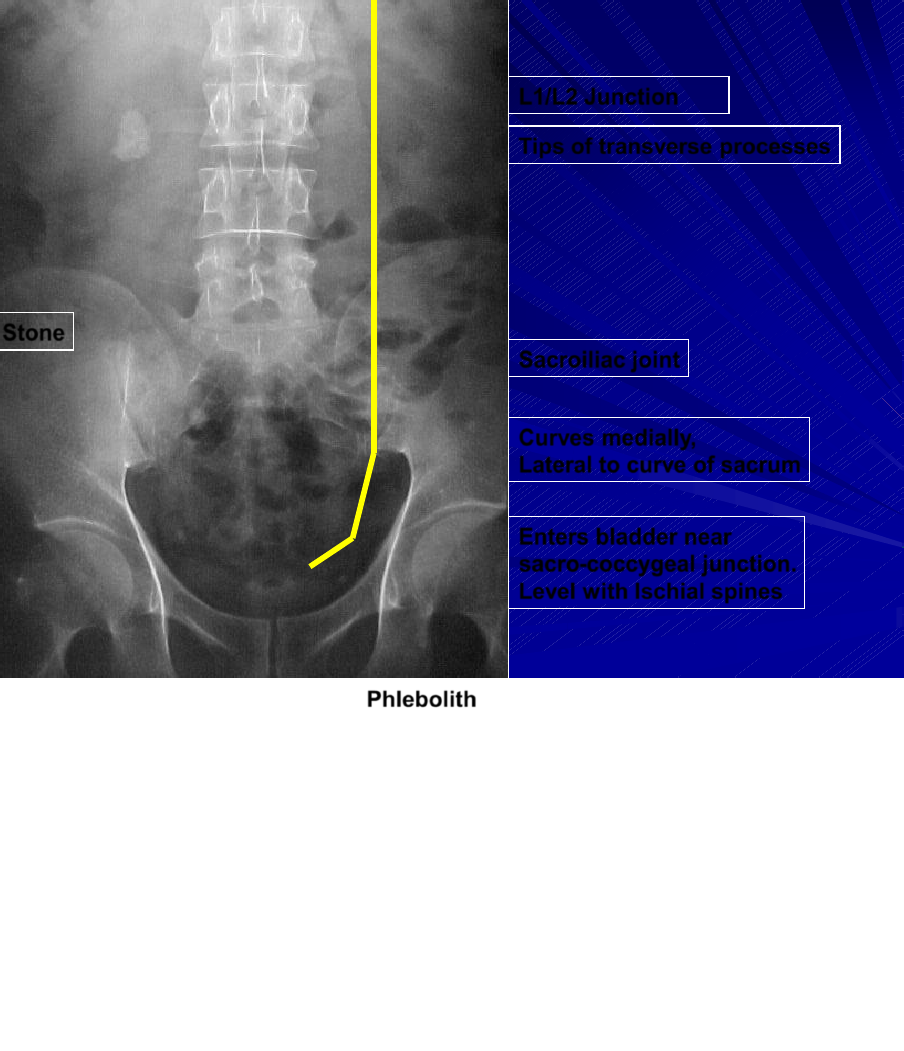 L1/L2 Junction
Tips of transverse processes
Stone
Sacroiliac joint
Curves medially,
Lateral to curve of sacrum
Enters bladder near
sacro-coccygeal junction.
Level with Ischial spines
Phlebolith